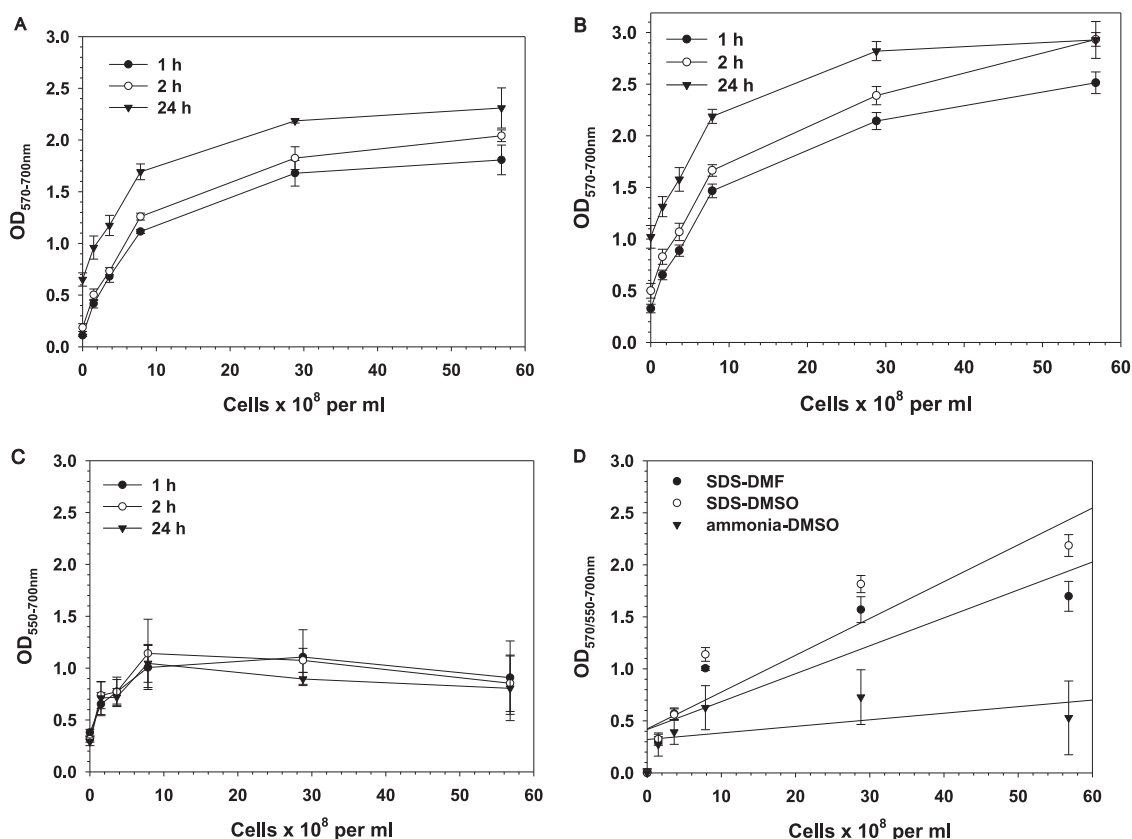 A
3.0
2.5
2.0
1.5
1.0
0.5
0.0
OD570-700nm
1 h
2 h
24 h
0 10 20 30 40 50 60
Cells x 10^8 per ml
B
3.0
2.5
2.0
1.5
1.0
0.5
0.0
OD570-700nm
1 h
2 h
24 h
0 10 20 30 40 50 60
Cells x 10^8 per ml
C
3.0
2.5
2.0
1.5
1.0
0.5
0.0
OD550-700nm
1 h
2 h
24 h
0 10 20 30 40 50 60
Cells x 10^8 per ml
D
3.0
2.5
2.0
1.5
1.0
0.5
0.0
OD570/550-700nm
SDS-DMF
SDS-DMSO
ammonia-DMSO
0 10 20 30 40 50 60
Cells x 10^8 per ml